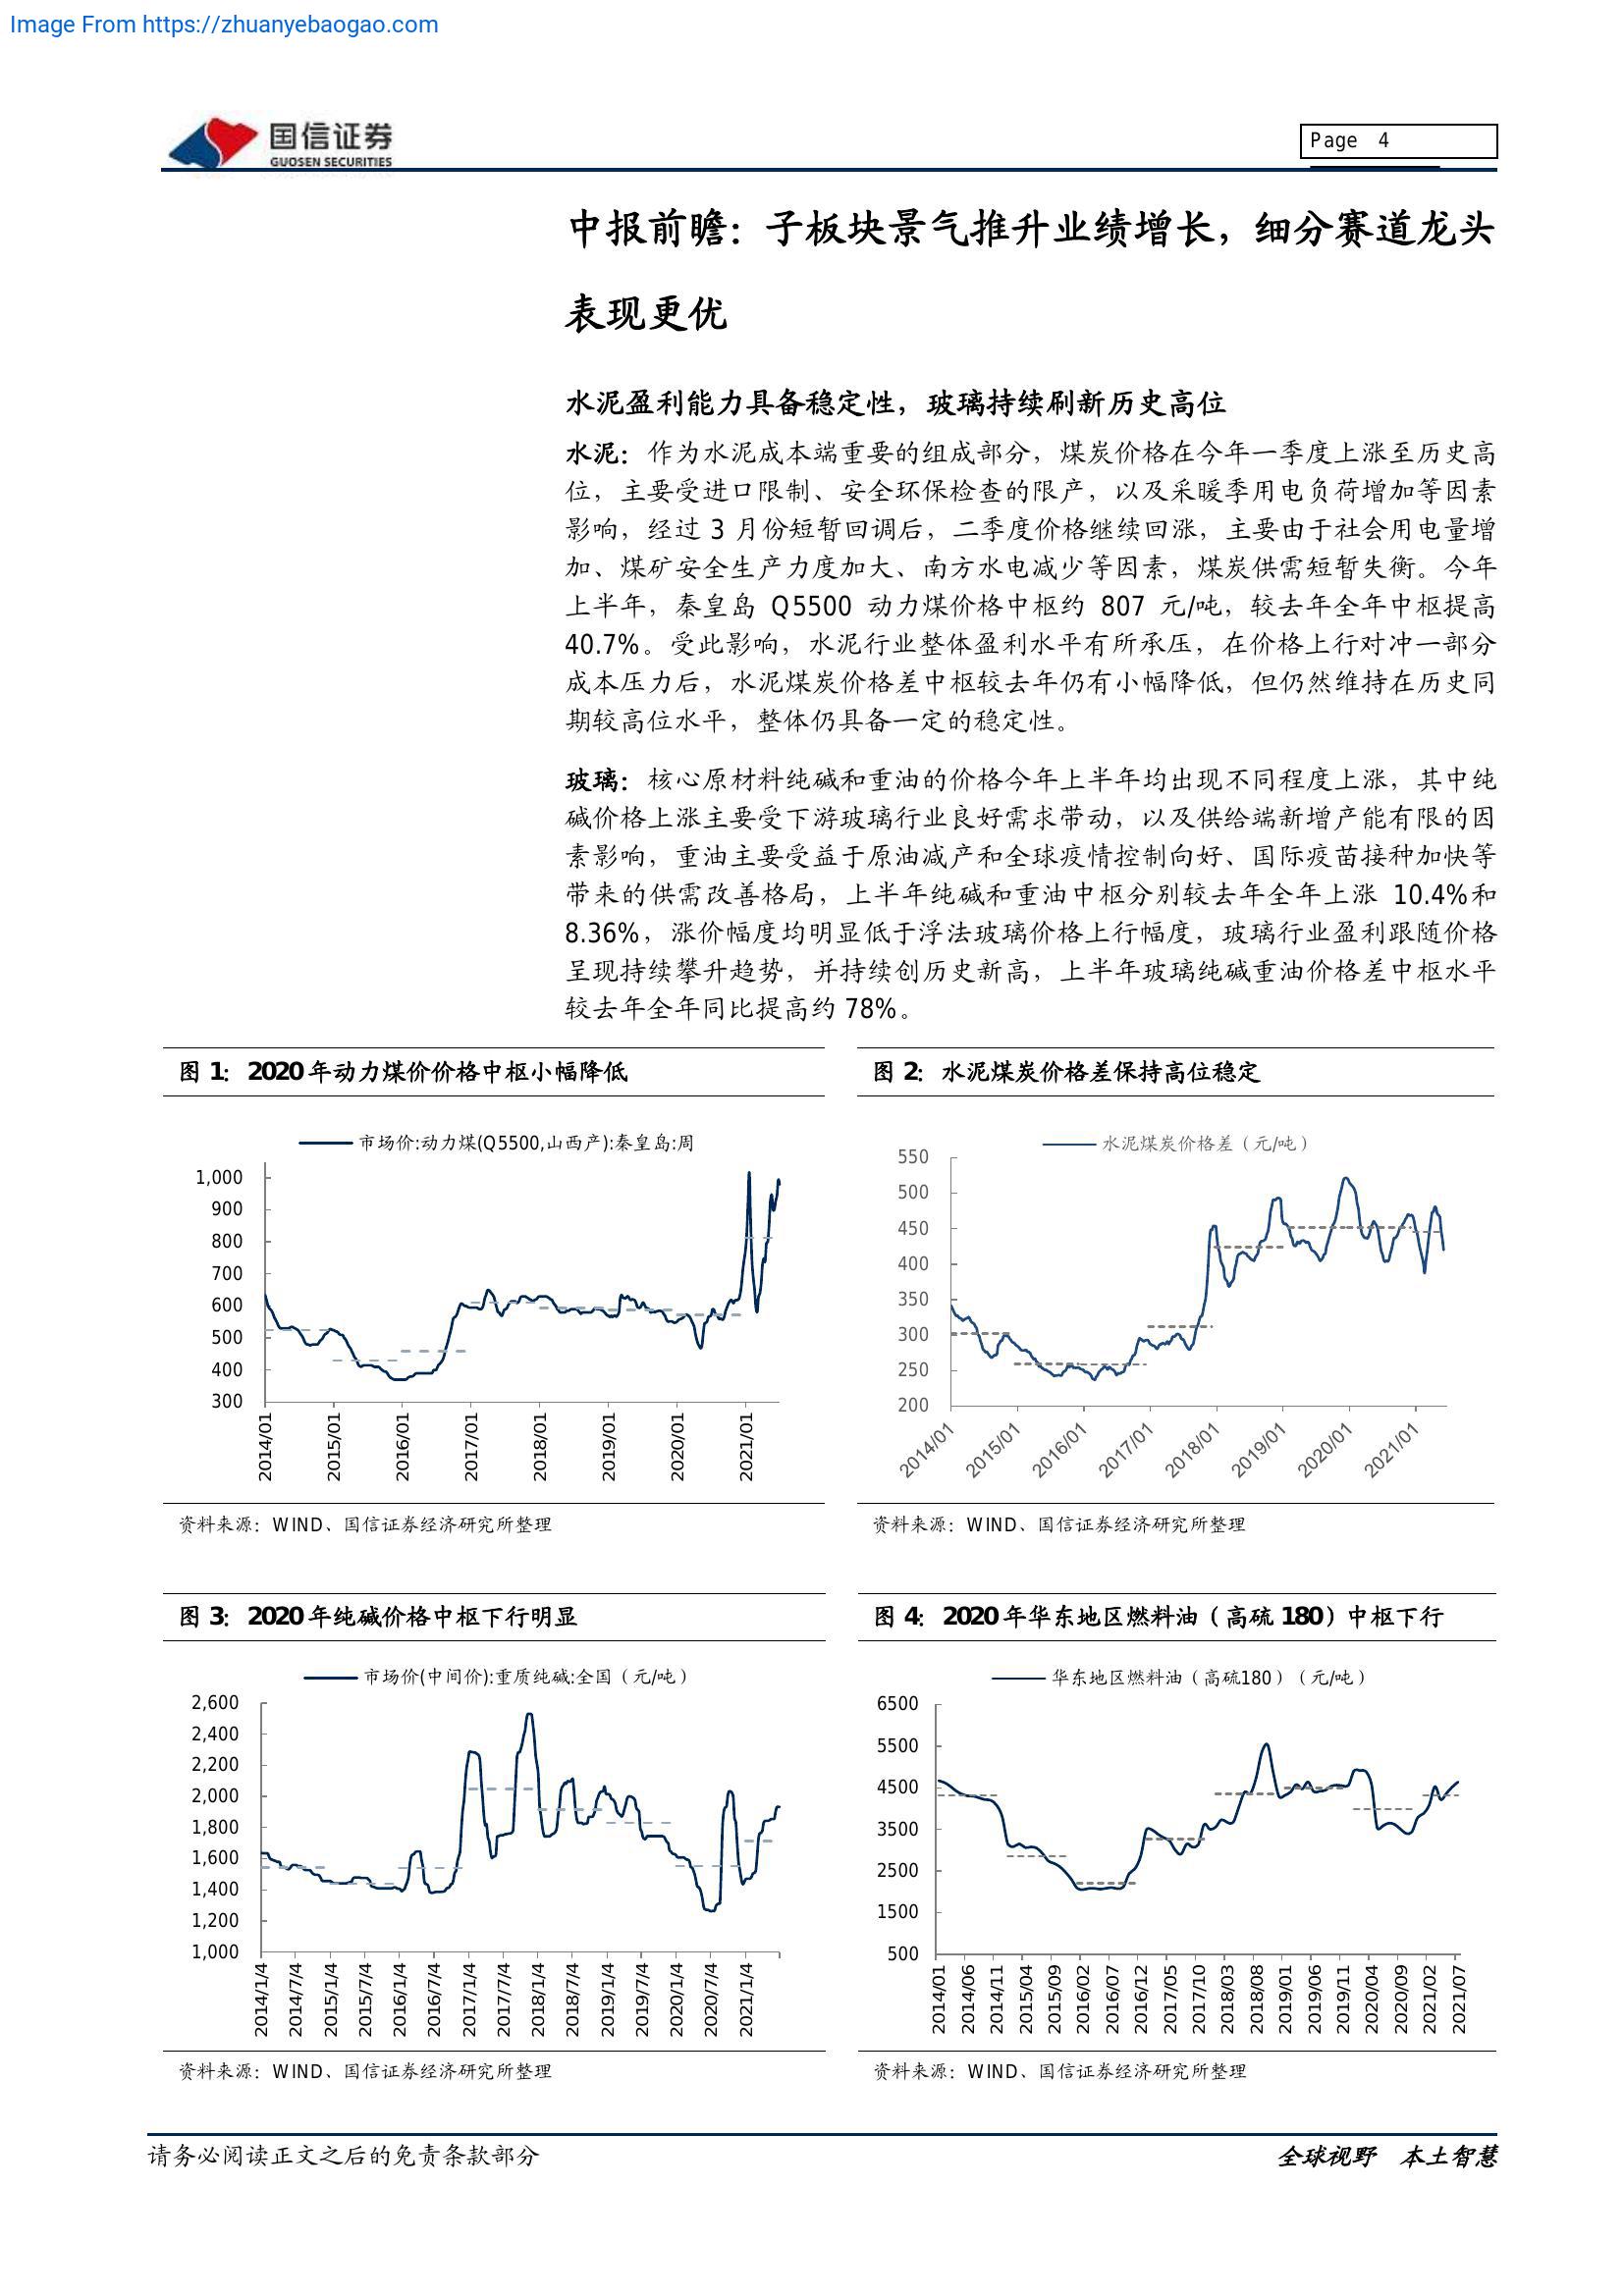 Image From https://zhuanyebaogao.com
国信证券
GUOSEN SECURITIES
Page 4
中报前瞻：子板块景气推升业绩增长，细分赛道龙头
表现更优
水泥盈利能力具备稳定性，玻璃持续刷新历史高位
水泥：作为水泥成本端重要的组成部分，煤炭价格在今年一季度上涨至历史高
位，主要受进口限制、安全环保检查的限产，以及采暖季用电负荷增加等因素
影响，经过 3 月份短暂回调后，二季度价格继续回涨，主要由于社会用电量增
加、煤矿安全生产力度加大、南方水电减少等因素，煤炭供需短暂失衡。今年
上半年，秦皇岛 Q5500 动力煤价格中枢约 807 元/吨，较去年全年中枢提高
40.7%。受此影响，水泥行业整体盈利水平有所承压，在价格上行对冲一部分
成本压力后，水泥煤炭价格差中枢较去年仍有小幅降低，但仍然维持在历史同
期较高位水平，整体仍具备一定的稳定性。
玻璃：核心原材料纯碱和重油的价格今年上半年均出现不同程度上涨，其中纯
碱价格上涨主要受下游玻璃行业良好需求带动，以及供给端新增产能有限的因
素影响，重油主要受益于原油减产和全球疫情控制向好、国际疫苗接种加快等
带来的供需改善格局，上半年纯碱和重油中枢分别较去年全年上涨 10.4%和
8.36%，涨价幅度均明显低于浮法玻璃价格上行幅度，玻璃行业盈利跟随价格
呈现持续攀升趋势，并持续创历史新高，上半年玻璃纯碱重油价格差中枢水平
较去年全年同比提高约 78%。
图 1：2020 年动力煤价价格中枢小幅降低
市场价:动力煤(Q5500,山西产):秦皇岛:周
1,000
900
800
700
600
500
400
300
2014/01
2015/01
2016/01
2017/01
2018/01
2019/01
2020/01
2021/01
资料来源：WIND、国信证券经济研究所整理
图 2：水泥煤炭价格差保持高位稳定
水泥煤炭价格差（元/吨）
550
500
450
400
350
300
250
200
2014/01
2015/01
2016/01
2017/01
2018/01
2019/01
2020/01
2021/01
资料来源：WIND、国信证券经济研究所整理
图 3：2020 年纯碱价格中枢下行明显
市场价(中间价):重质纯碱:全国（元/吨）
2,600
2,400
2,200
2,000
1,800
1,600
1,400
1,200
1,000
2014/1/4
2014/7/4
2015/1/4
2015/7/4
2016/1/4
2016/7/4
2017/1/4
2017/7/4
2018/1/4
2018/7/4
2019/1/4
2019/7/4
2020/1/4
2020/7/4
2021/1/4
资料来源：WIND、国信证券经济研究所整理
图 4：2020 年华东地区燃料油（高硫 180）中枢下行
华东地区燃料油（高硫180）（元/吨）
6500
5500
4500
3500
2500
1500
500
2014/01
2014/06
2014/11
2015/04
2015/09
2016/02
2016/07
2016/12
2017/05
2017/10
2018/03
2018/08
2019/01
2019/06
2019/11
2020/04
2020/09
2021/02
2021/07
资料来源：WIND、国信证券经济研究所整理
请务必阅读正文之后的免责条款部分
全球视野 本土智慧